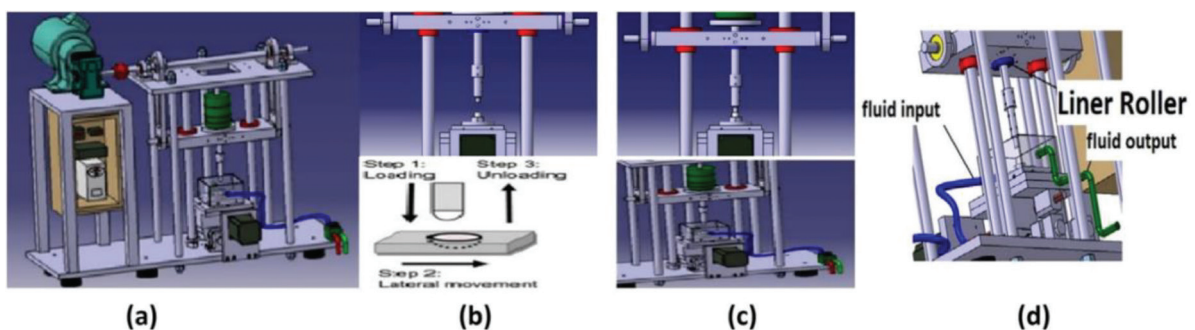 Step 1:
Loading
Step 3:
Unloading
Step 2:
Lateral movement
fluid input
Liner Roller
fluid output
(a)
(b)
(c)
(d)